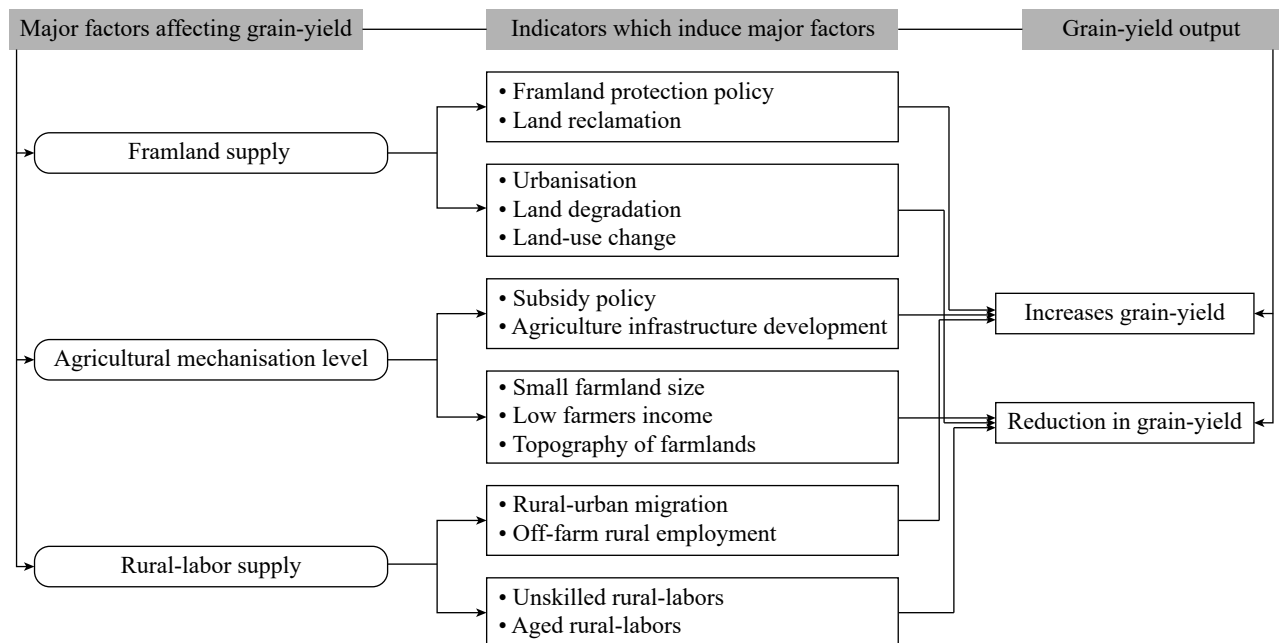 Major factors affecting grain-yield
Indicators which induce major factors
Grain-yield output
Framland supply
• Framland protection policy
• Land reclamation
• Urbanisation
• Land degradation
• Land-use change
Agricultural mechanisation level
• Subsidy policy
• Agriculture infrastructure development
• Small farmland size
• Low farmers income
• Topography of farmlands
Rural-labor supply
• Rural-urban migration
• Off-farm rural employment
• Unskilled rural-labors
• Aged rural-labors
Increases grain-yield
Reduction in grain-yield